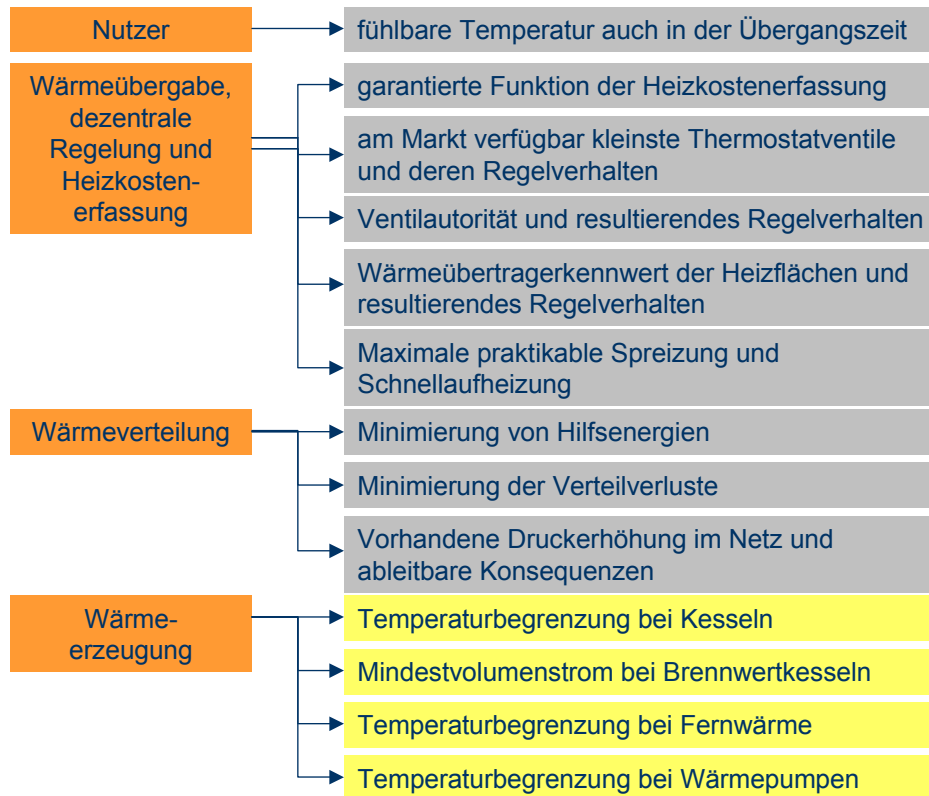 Nutzer
fühlbare Temperatur auch in der Übergangszeit
Wärmeübergabe,
dezentrale
Regelung und
Heizkosten-
erfassung
garantierte Funktion der Heizkostenerfassung
am Markt verfügbar kleinste Thermostatventile
und deren Regelverhalten
Ventilautorität und resultierendes Regelverhalten
Wärmeübertragerkennwert der Heizflächen und
resultierendes Regelverhalten
Maximale praktikable Spreizung und
Schnellaufheizung
Wärmeverteilung
Minimierung von Hilfsenergien
Minimierung der Verteilverluste
Vorhandene Druckerhöhung im Netz und
ableitbare Konsequenzen
Wärme-
erzeugung
Temperaturbegrenzung bei Kesseln
Mindestvolumenstrom bei Brennwertkesseln
Temperaturbegrenzung bei Fernwärme
Temperaturbegrenzung bei Wärmepumpen